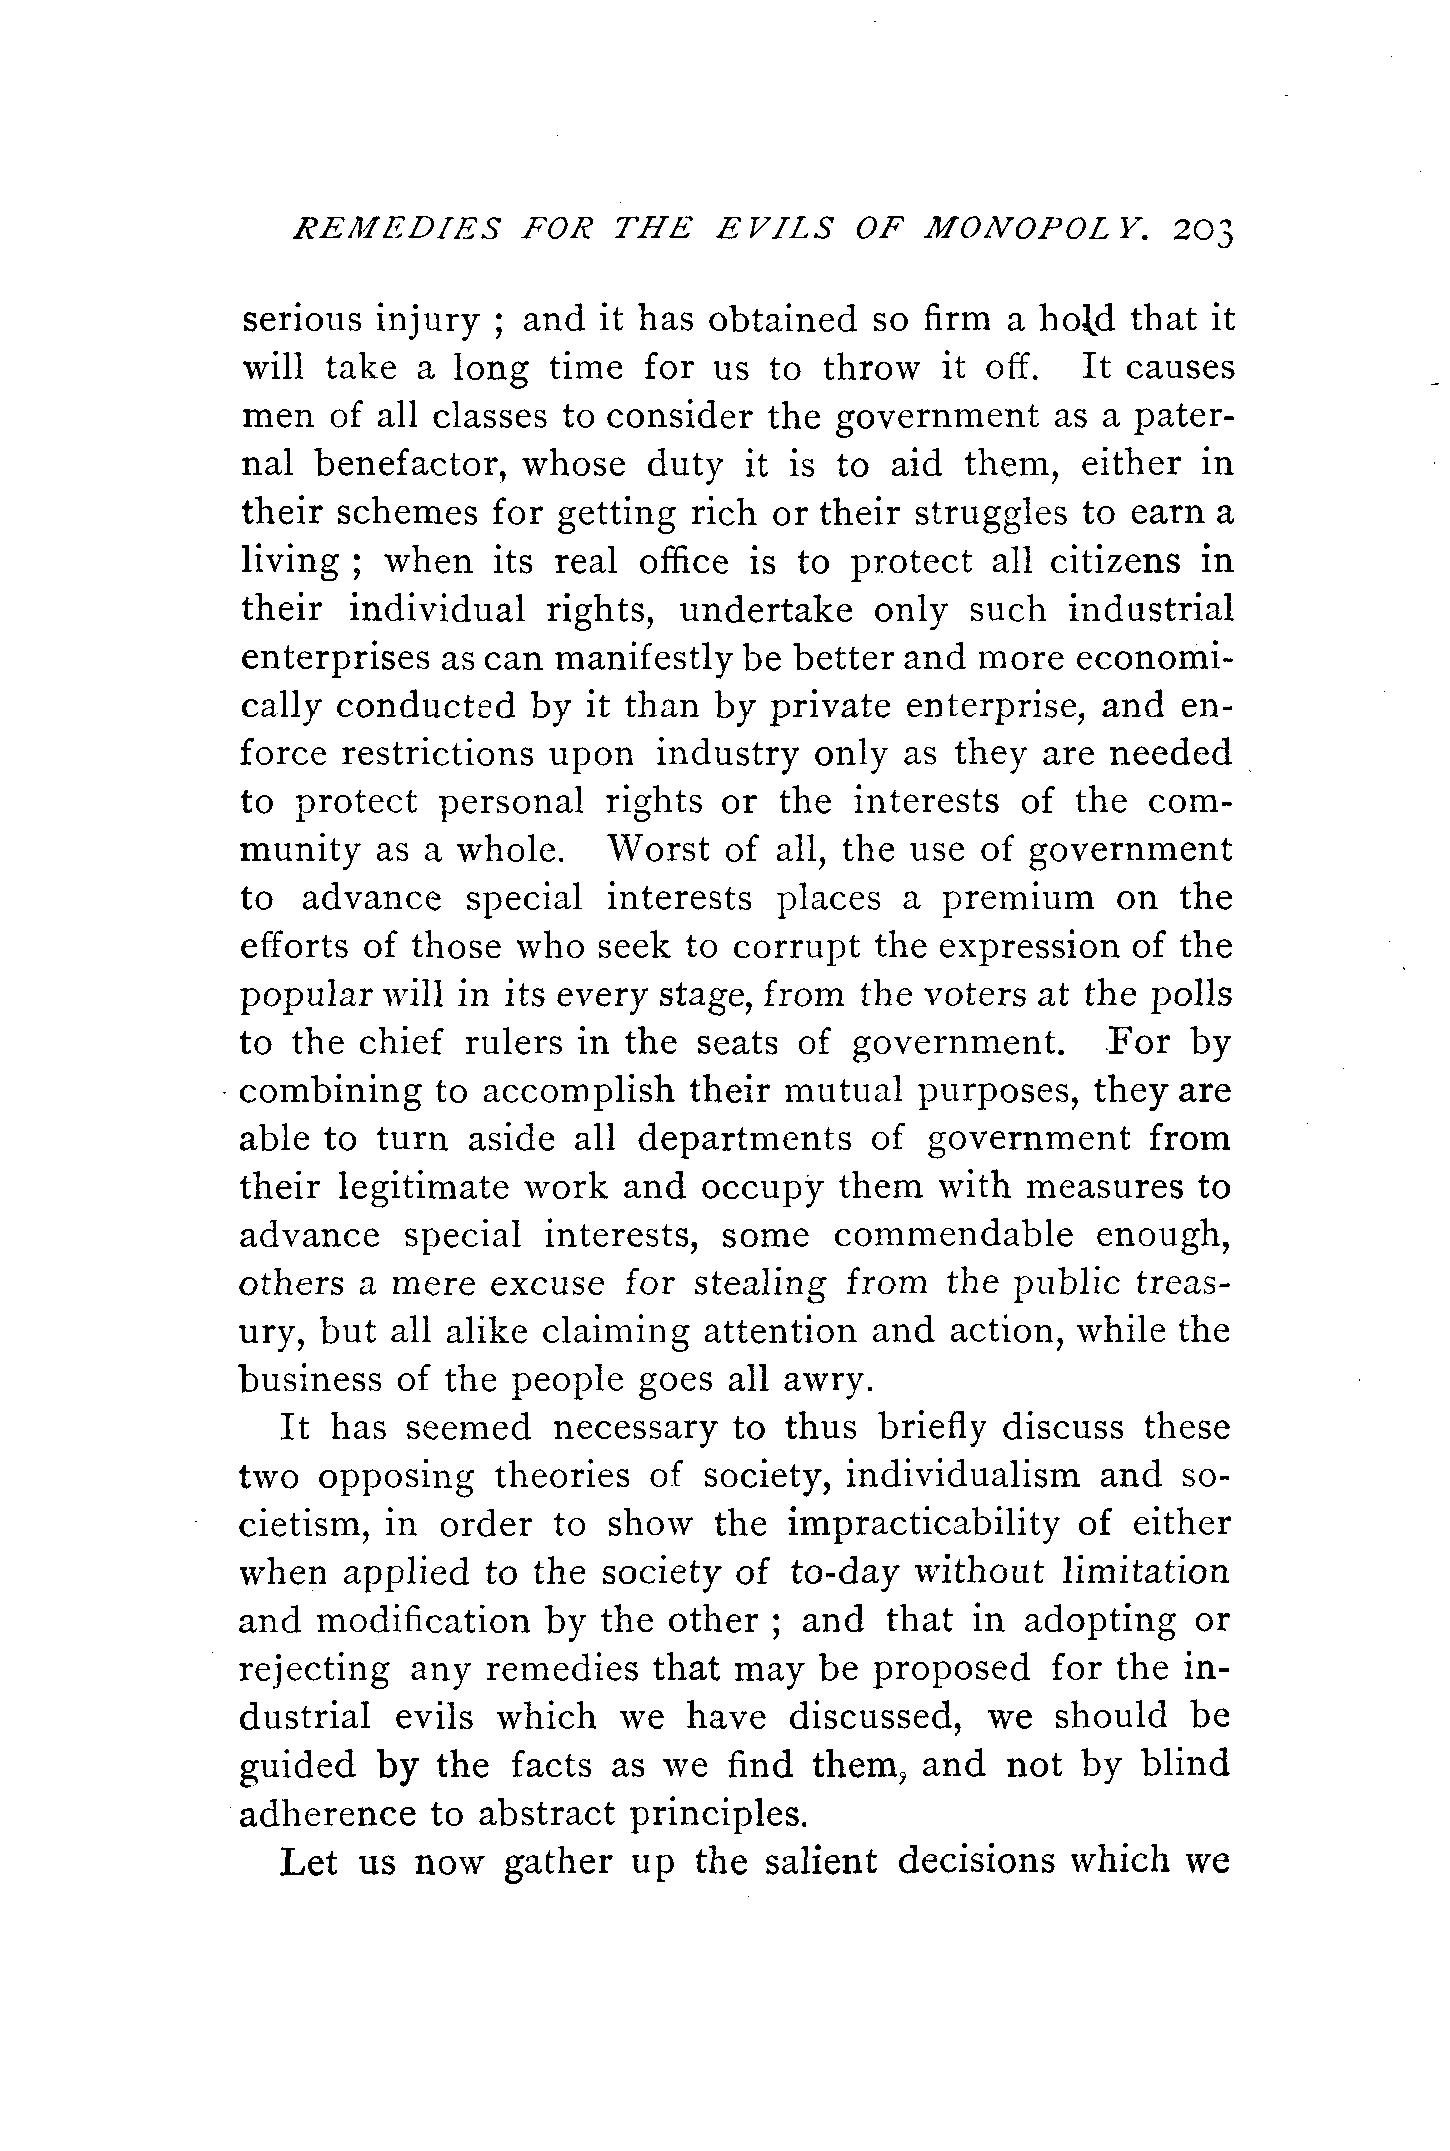 REMEDIES FOR THE EVILS OF MONOPOLY. 203
serious injury ; and it has obtained so firm a hold that it
will take a long time for us to throw it off. It causes
men of all classes to consider the government as a pater-
nal benefactor, whose duty it is to aid them, either in
their schemes for getting rich or their struggles to earn a
living ; when its real office is to protect all citizens in
their individual rights, undertake only such industrial
enterprises as can manifestly be better and more economi-
cally conducted by it than by private enterprise, and en-
force restrictions upon industry only as they are needed
to protect personal rights or the interests of the com-
munity as a whole. Worst of all, the use of government
to advance special interests places a premium on the
efforts of those who seek to corrupt the expression of the
popular will in its every stage, from the voters at the polls
to the chief rulers in the seats of government. For by
combining to accomplish their mutual purposes, they are
able to turn aside all departments of government from
their legitimate work and occupy them with measures to
advance special interests, some commendable enough,
others a mere excuse for stealing from the public treas-
ury, but all alike claiming attention and action, while the
business of the people goes all awry.
It has seemed necessary to thus briefly discuss these
two opposing theories of society, individualism and so-
cietism, in order to show the impracticability of either
when applied to the society of to-day without limitation
and modification by the other ; and that in adopting or
rejecting any remedies that may be proposed for the in-
dustrial evils which we have discussed, we should be
guided by the facts as we find them, and not by blind
adherence to abstract principles.
Let us now gather up the salient decisions which we